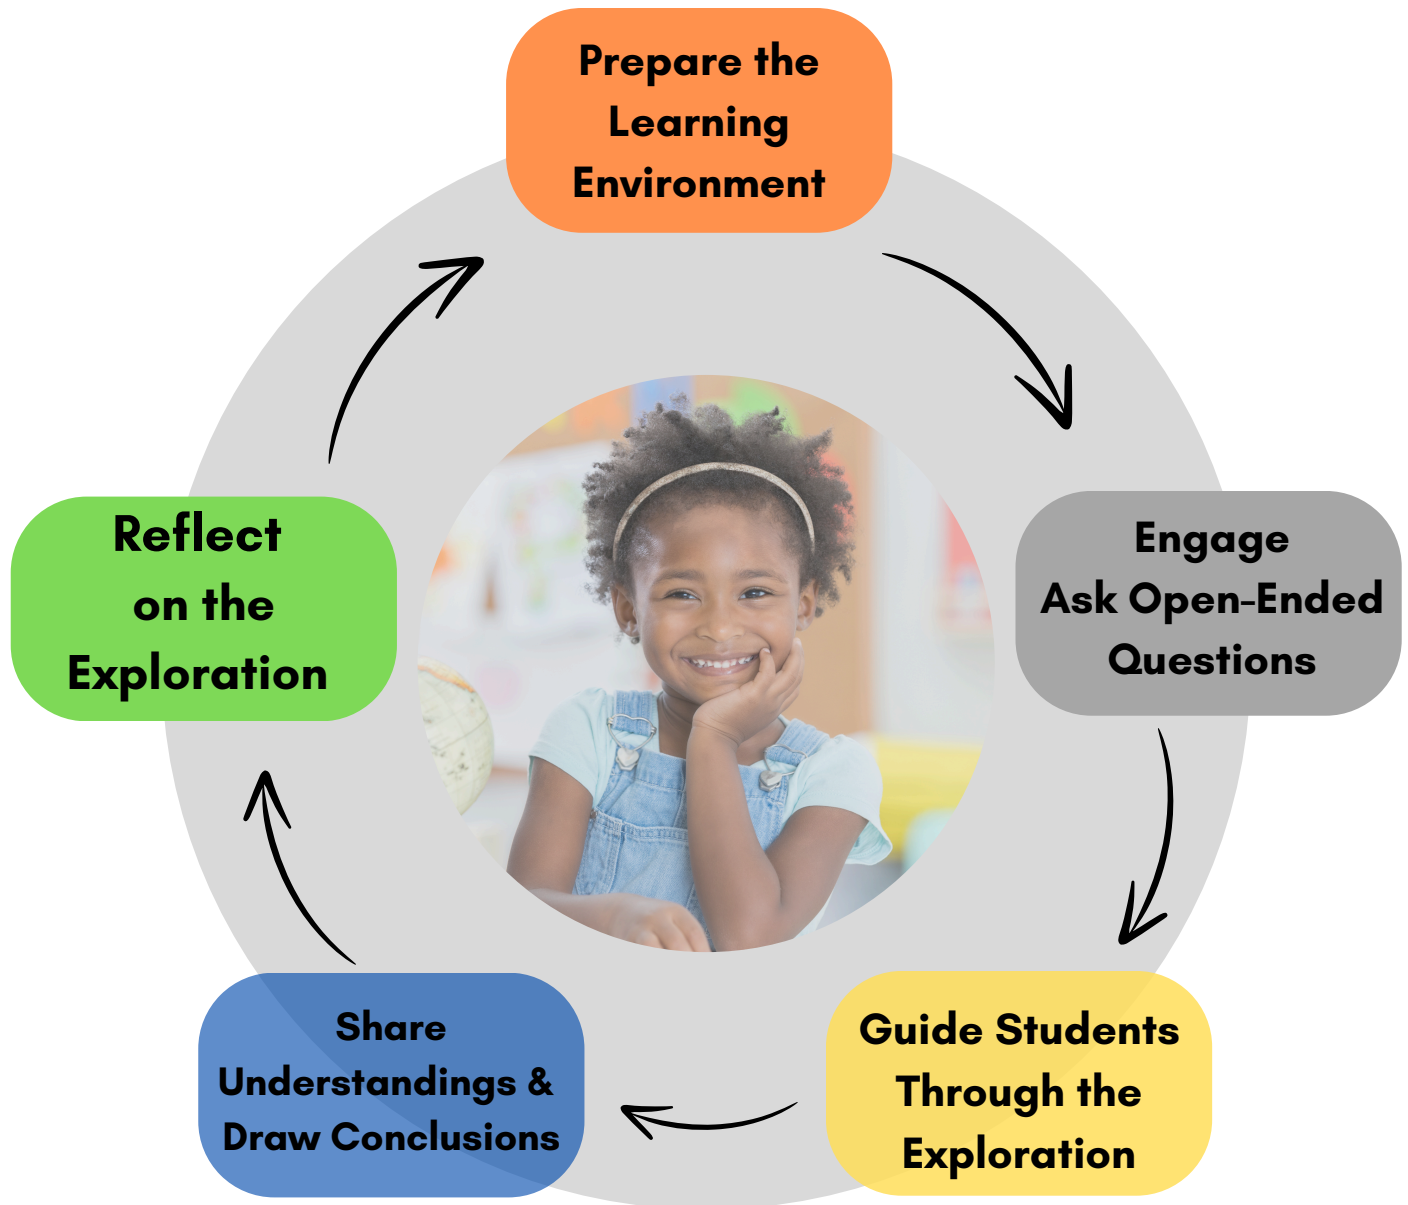 Prepare the
Learning
Environment
Engage
Ask Open-Ended
Questions
Guide Students
Through the
Exploration
Share
Understandings &
Draw Conclusions
Reflect
on the
Exploration